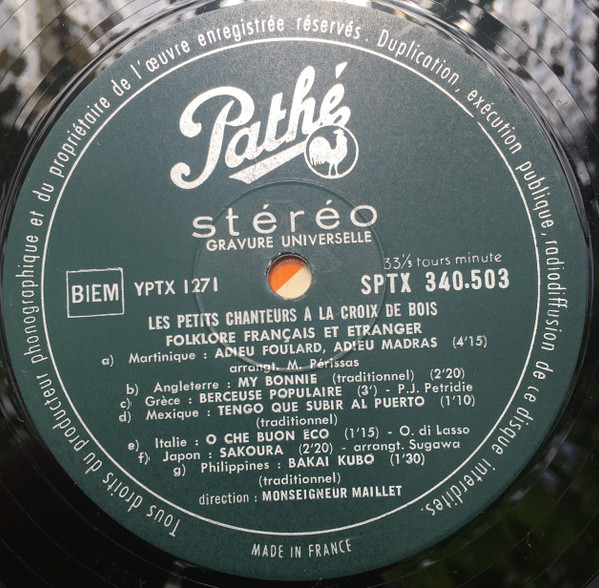 Tous droits du producteur phonographique et du propriétaire de l'œuvre enregistrée réservés. Duplication, exécution publique, radiodiffusion de ce disque interdites.
Pathé
stéréo
GRAVURE UNIVERSELLE
33⅓ tours minute
BIEM YPTX 1271 SPTX 340.503
LES PETITS CHANTEURS À LA CROIX DE BOIS
FOLKLORE FRANÇAIS ET ETRANGER
a) Martinique : ADIEU FOULARD, ADIEU MADRAS (4'15)
arrangt. M. Périssas
b) Angleterre : MY BONNIE (traditionnel) (2'20)
c) Grèce : BERCEUSE POPULAIRE (3') - P.J. Petridie
d) Mexique : TENGO QUE SUBIR AL PUERTO (1'10)
(traditionnel)
e) Italie : O CHE BUON ECO (1'15) - O. di Lasso
f) Japon : SAKOURA (2'20) - arrangt. Sugawa
g) Philippines : BAKAI KUBO (1'30)
(traditionnel)
direction : MONSEIGNEUR MAILLET
MADE IN FRANCE